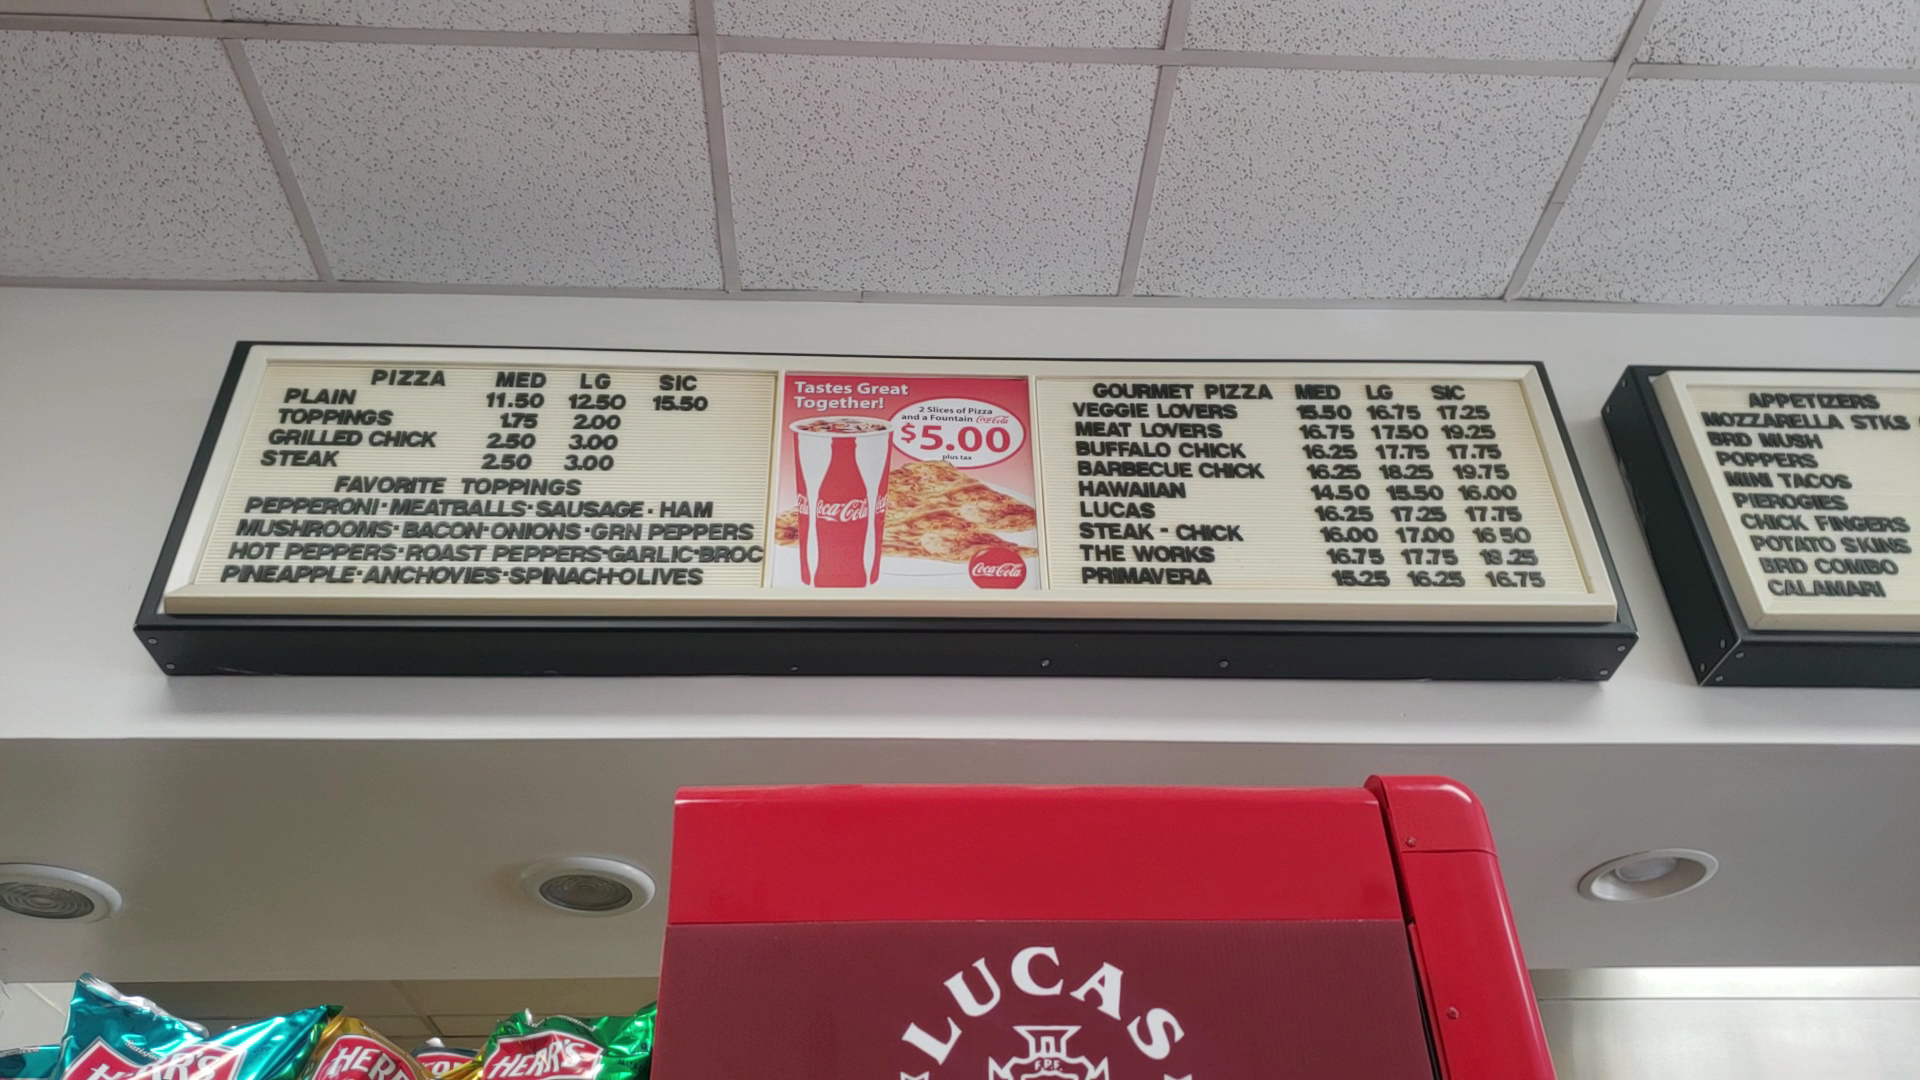 PIZZA MED LG SIC
PLAIN 11.50 12.50 15.50
TOPPINGS 1.75 2.00
GRILLED CHICK 2.50 3.00
STEAK 2.50 3.00
FAVORITE TOPPINGS
PEPPERONI·MEATBALLS·SAUSAGE·HAM
MUSHROOMS·BACON·ONIONS·GRN PEPPERS
HOT PEPPERS·ROAST PEPPERS·GARLIC·BROC
PINEAPPLE·ANCHOVIES·SPINACH·OLIVES
Tastes Great
Together!
2 Slices of Pizza
and a Fountain Coca-Cola
$5.00
plus tax
Coca-Cola
Coca-Cola
GOURMET PIZZA MED LG SIC
VEGGIE LOVERS 15.50 16.75 17.25
MEAT LOVERS 16.75 17.50 19.25
BUFFALO CHICK 16.25 17.75 17.75
BARBECUE CHICK 16.25 18.25 19.75
HAWAIIAN 14.50 15.50 16.00
LUCAS 16.25 17.25 17.75
STEAK - CHICK 16.00 17.00 16 50
THE WORKS 16.75 17.75 18.25
PRIMAVERA 15.25 16.25 16.75
APPETIZERS
MOZZARELLA STKS
BRD MUSH
POPPERS
MINI TACOS
PIEROGIES
CHICK FINGERS
POTATO SKINS
BRD COMBO
CALAMARI
LUCAS
F.P.F.
HERR'S
HERR'S